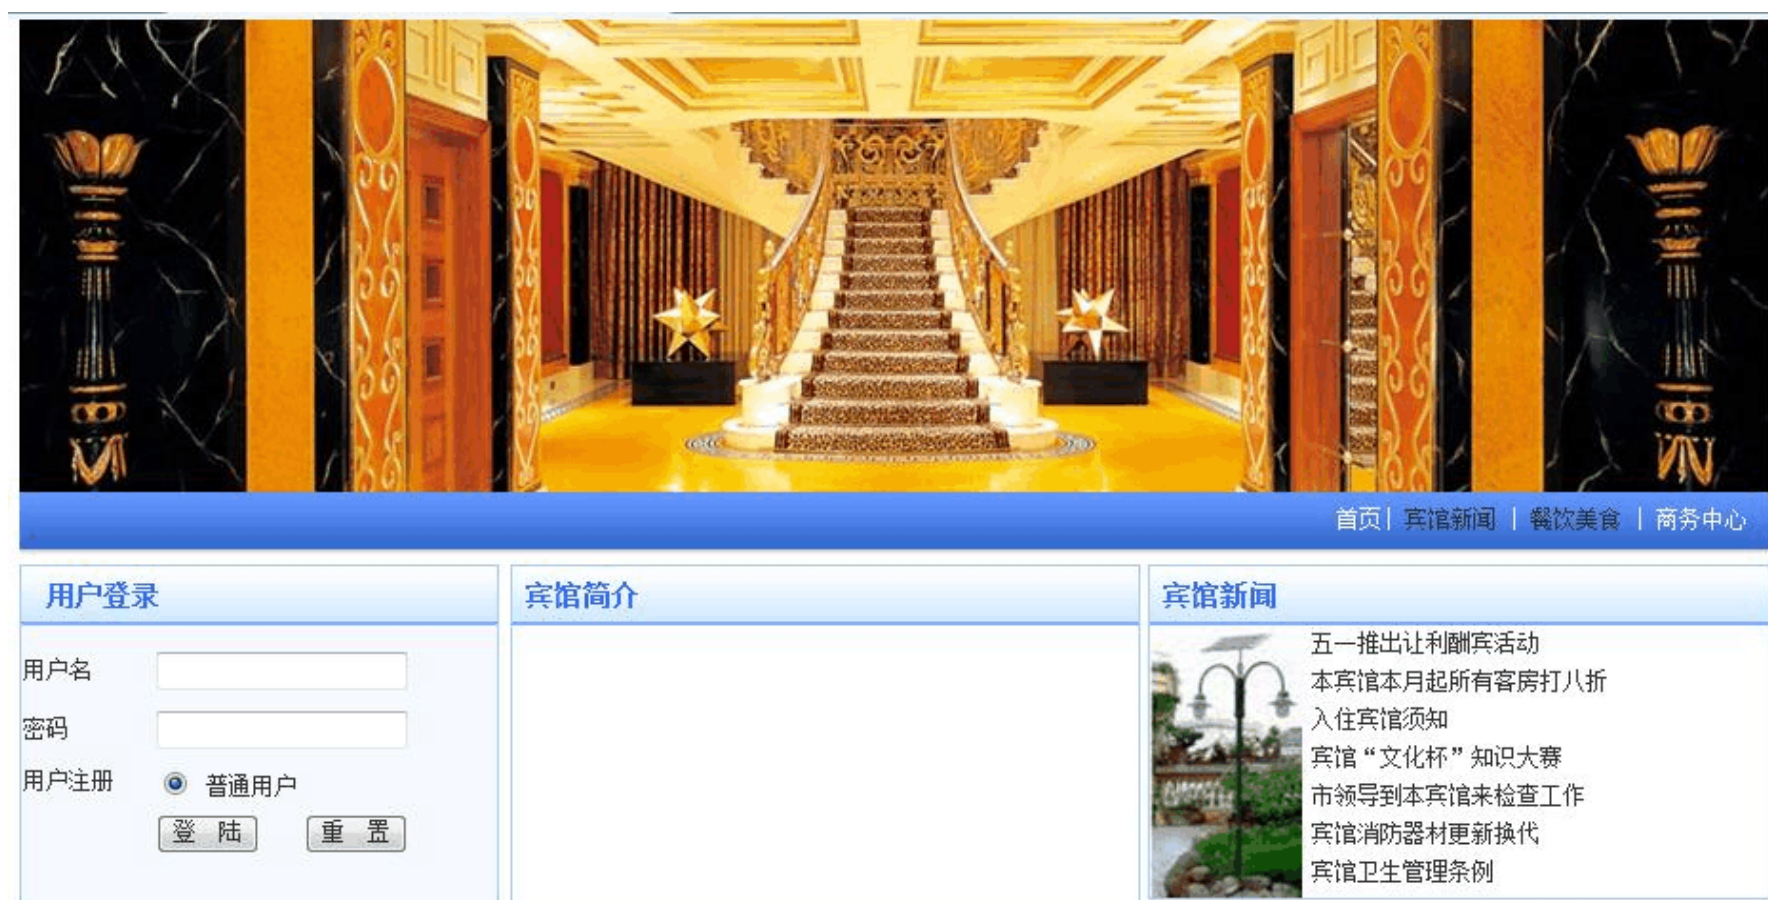 首页| 宾馆新闻 | 餐饮美食 | 商务中心
用户登录
用户名
密码
用户注册 普通用户
登 陆 重 置
宾馆简介
宾馆新闻
五一推出让利酬宾活动
本宾馆本月起所有客房打八折
入住宾馆须知
宾馆“文化杯”知识大赛
市领导到本宾馆来检查工作
宾馆消防器材更新换代
宾馆卫生管理条例